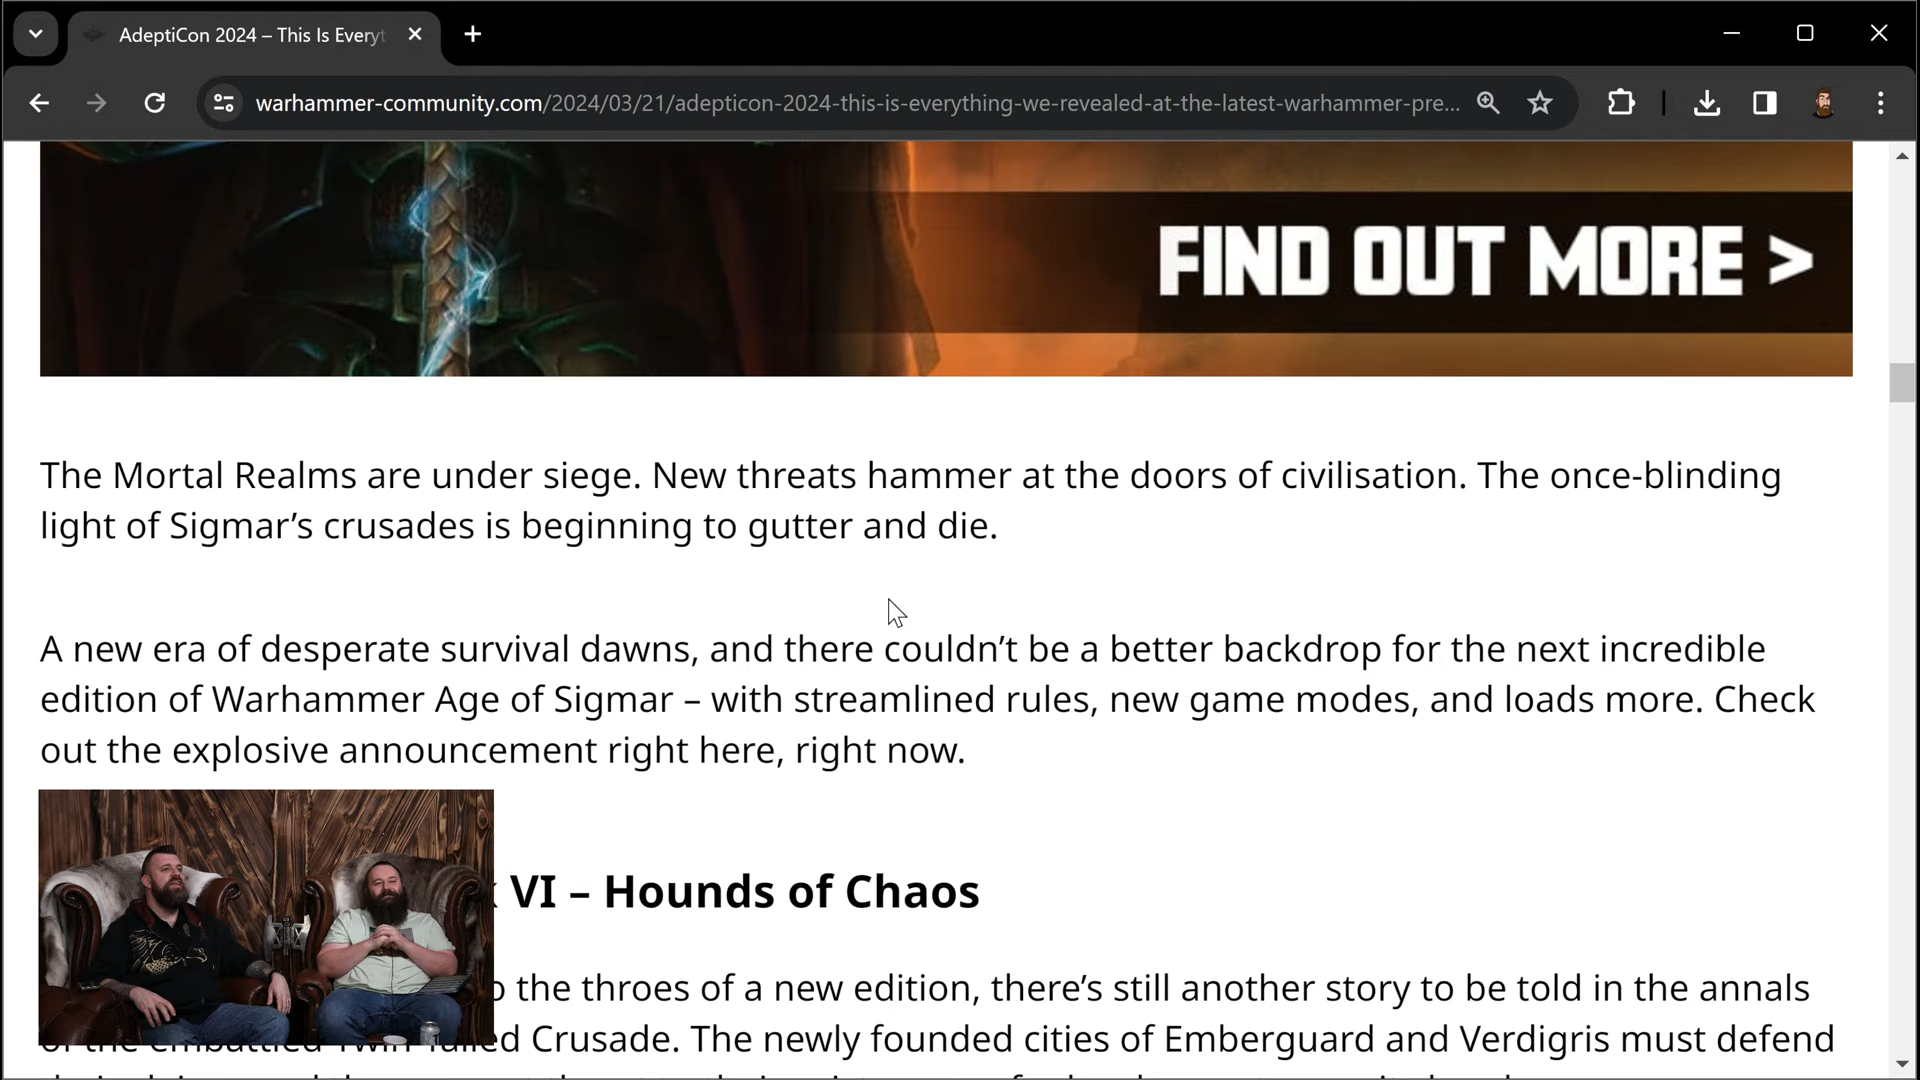 AdeptiCon 2024 – This Is Everyt
warhammer-community.com/2024/03/21/adepticon-2024-this-is-everything-we-revealed-at-the-latest-warhammer-pre...
FIND OUT MORE >
The Mortal Realms are under siege. New threats hammer at the doors of civilisation. The once-blinding
light of Sigmar’s crusades is beginning to gutter and die.
A new era of desperate survival dawns, and there couldn’t be a better backdrop for the next incredible
edition of Warhammer Age of Sigmar – with streamlined rules, new game modes, and loads more. Check
out the explosive announcement right here, right now.
VI – Hounds of Chaos
the throes of a new edition, there’s still another story to be told in the annals
Crusade. The newly founded cities of Emberguard and Verdigris must defend